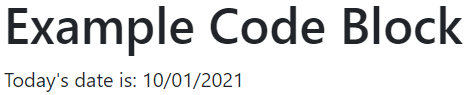 Example Code Block
Today's date is: 10/01/2021